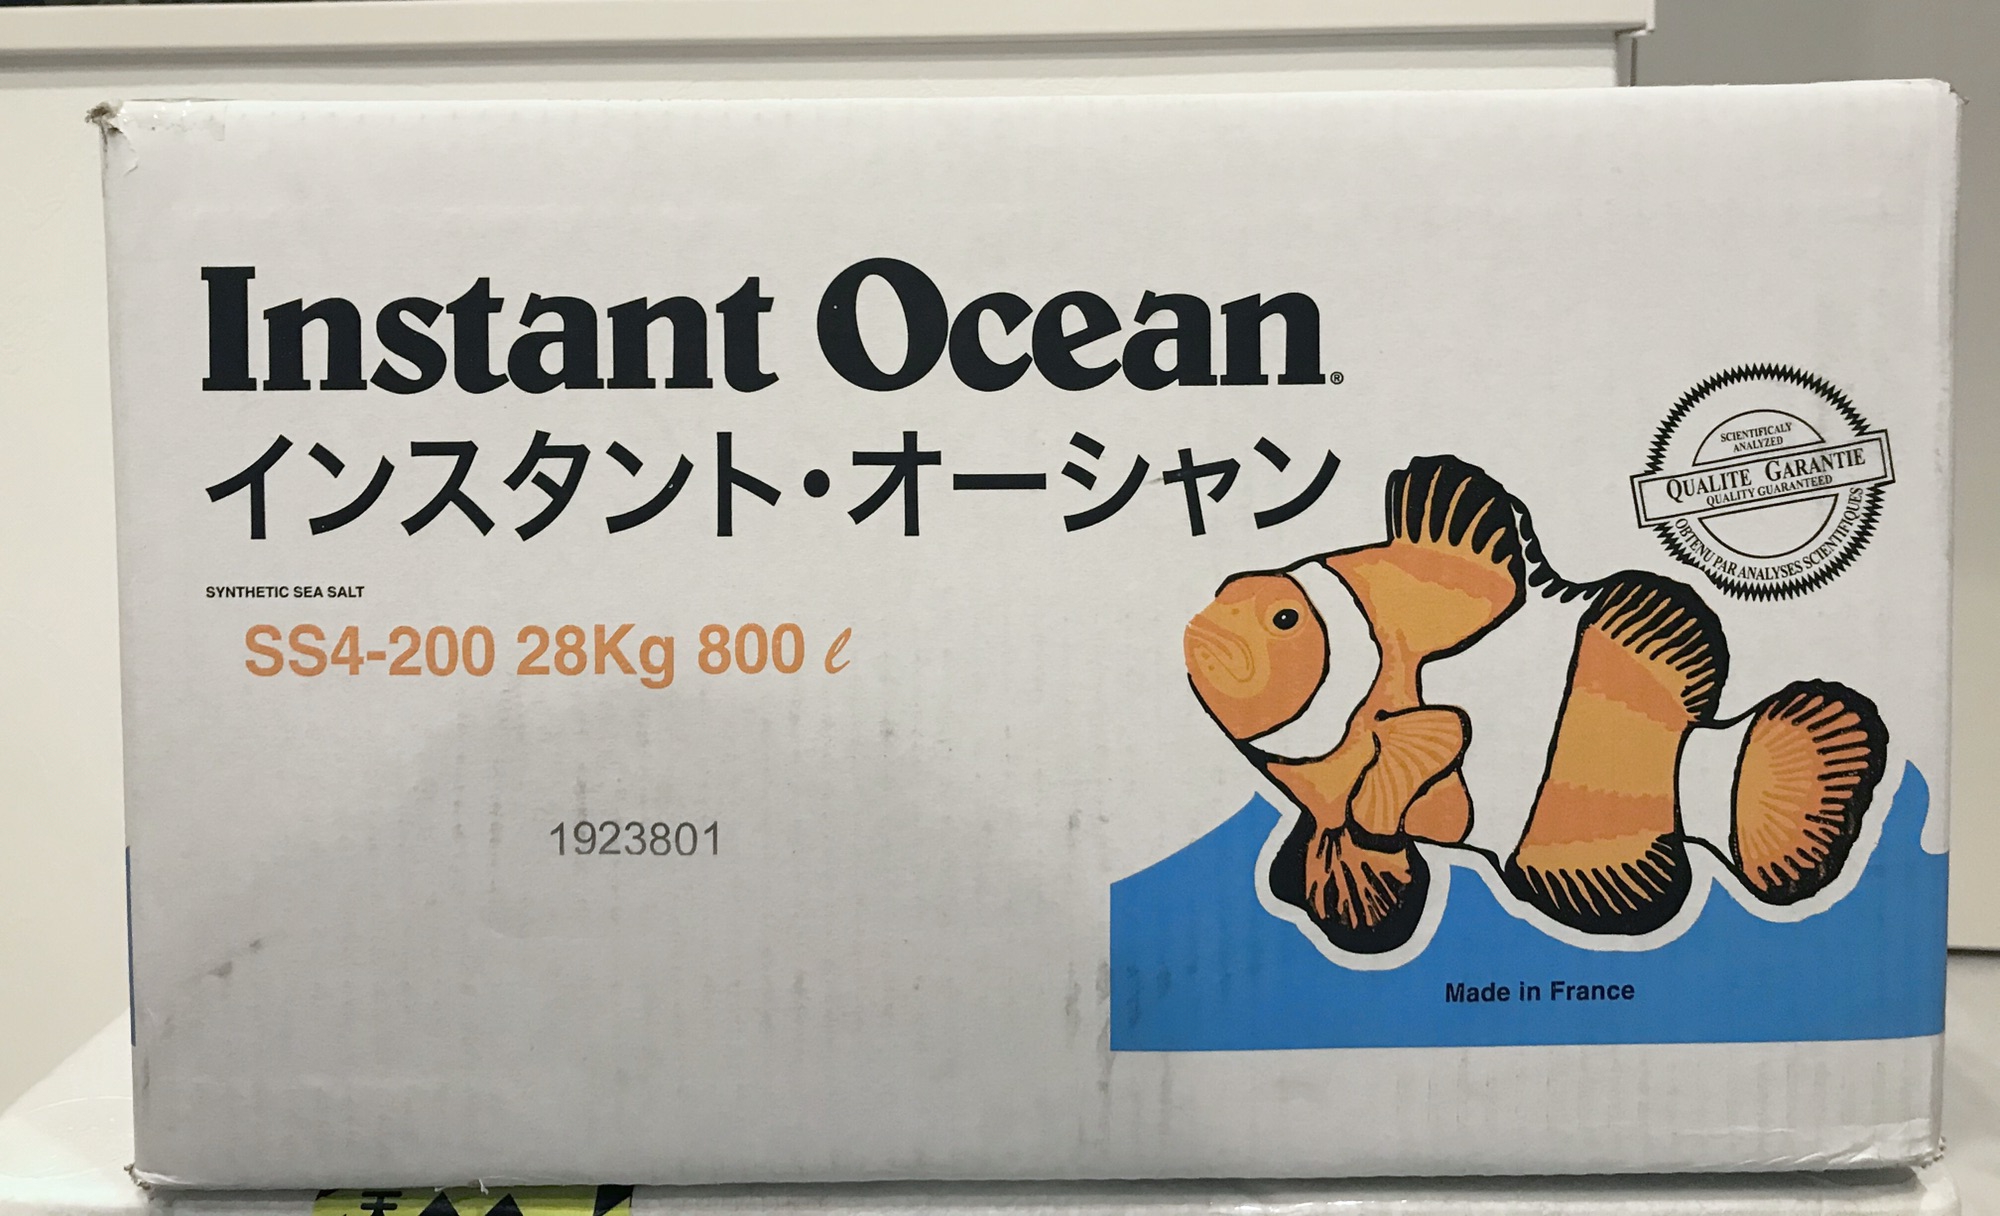 Instant Ocean®
インスタント・オーシャン
SCIENTIFICALY
ANALYZED
QUALITE GARANTIE
QUALITY GUARANTEED
OBTENU PAR ANALYSES SCIENTIFIQUES
SYNTHETIC SEA SALT
SS4-200 28Kg 800 ℓ
1923801
Made in France